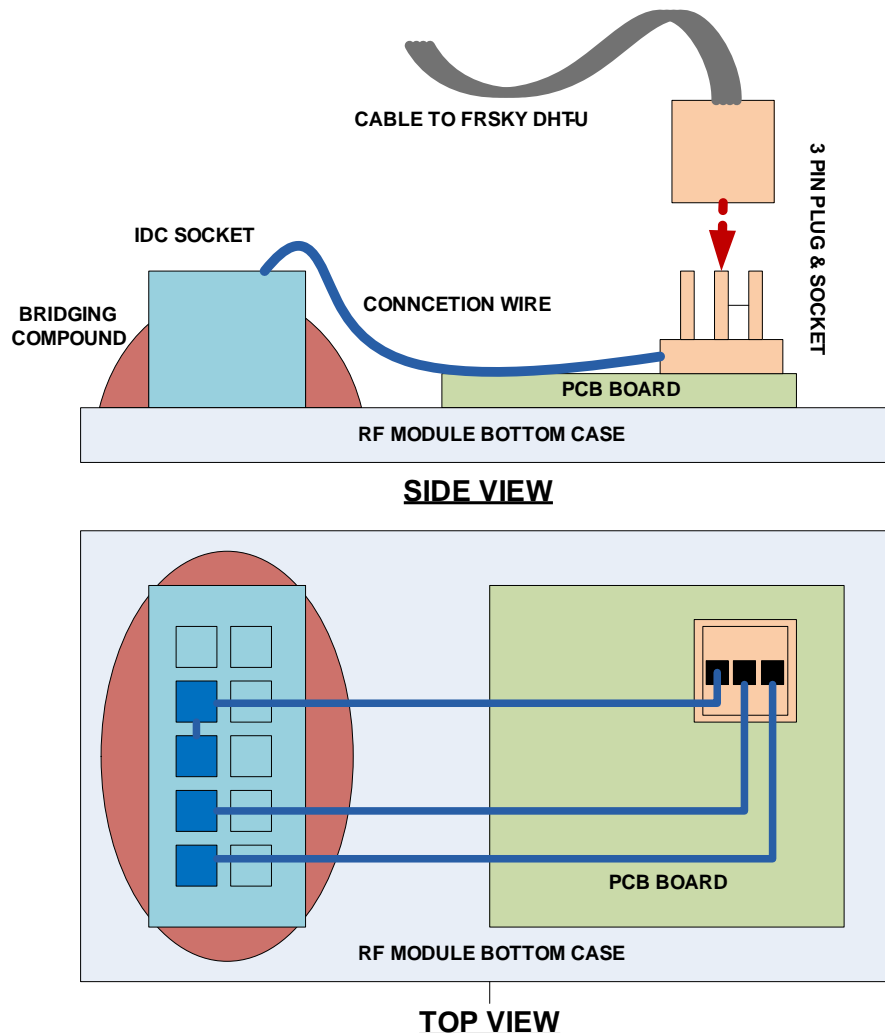 CABLE TO FRSKY DHT-U
3 PIN PLUG & SOCKET
IDC SOCKET
BRIDGING
COMPOUND
CONNCETION WIRE
PCB BOARD
RF MODULE BOTTOM CASE
SIDE VIEW
PCB BOARD
RF MODULE BOTTOM CASE
TOP VIEW